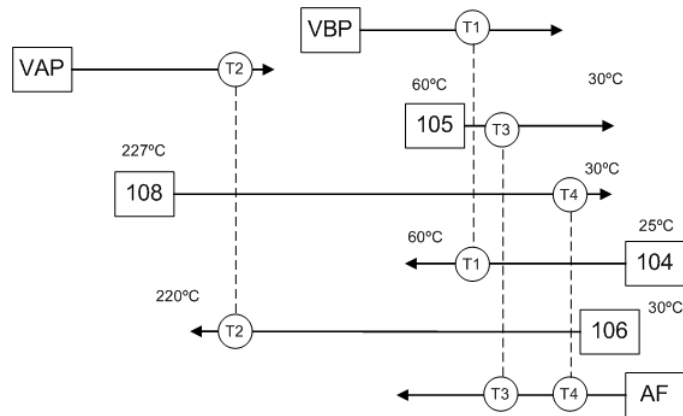 VBP
T1
VAP
T2
60ºC
30ºC
105
T3
227ºC
30ºC
108
T4
60ºC
25ºC
T1
104
220ºC
30ºC
T2
106
T3
T4
AF